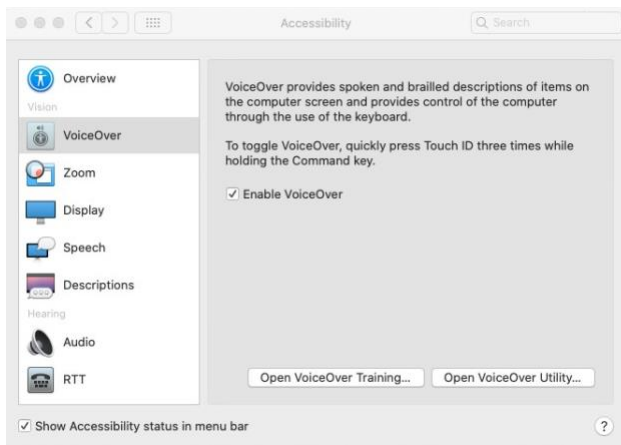 Accessibility
Search
Overview
Vision
VoiceOver
Zoom
Display
Speech
Descriptions
Hearing
Audio
RTT
VoiceOver provides spoken and brailled descriptions of items on
the computer screen and provides control of the computer
through the use of the keyboard.
To toggle VoiceOver, quickly press Touch ID three times while
holding the Command key.
Enable VoiceOver
Open VoiceOver Training...
Open VoiceOver Utility...
Show Accessibility status in menu bar
?